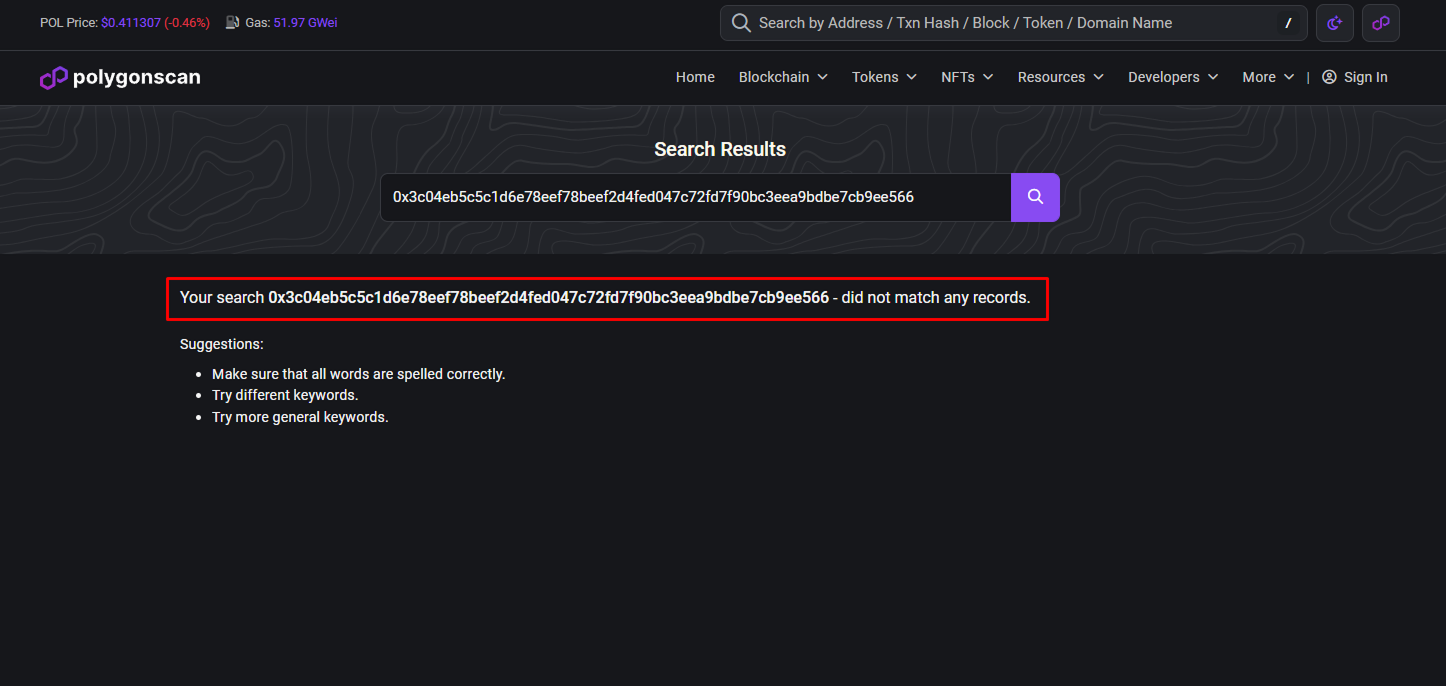 POL Price: $0.411307 (-0.46%) Gas: 51.97 GWei
Search by Address / Txn Hash / Block / Token / Domain Name /
polygonscan
Home Blockchain Tokens NFTs Resources Developers More | Sign In
Search Results
0x3c04eb5c5c1d6e78eef78beef2d4fed047c72fd7f90bc3eea9bdbe7cb9ee566
Your search 0x3c04eb5c5c1d6e78eef78beef2d4fed047c72fd7f90bc3eea9bdbe7cb9ee566 - did not match any records.
Suggestions:
• Make sure that all words are spelled correctly.
• Try different keywords.
• Try more general keywords.